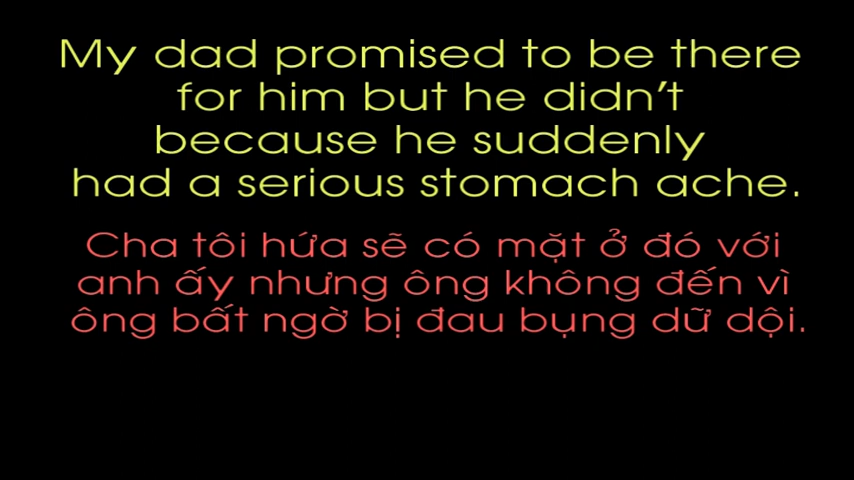 My dad promised to be there
for him but he didn't
because he suddenly
had a serious stomach ache.
Cha tôi hứa sẽ có mặt ở đó với
anh ấy nhưng ông không đến vì
ông bất ngờ bị đau bụng dữ dội.